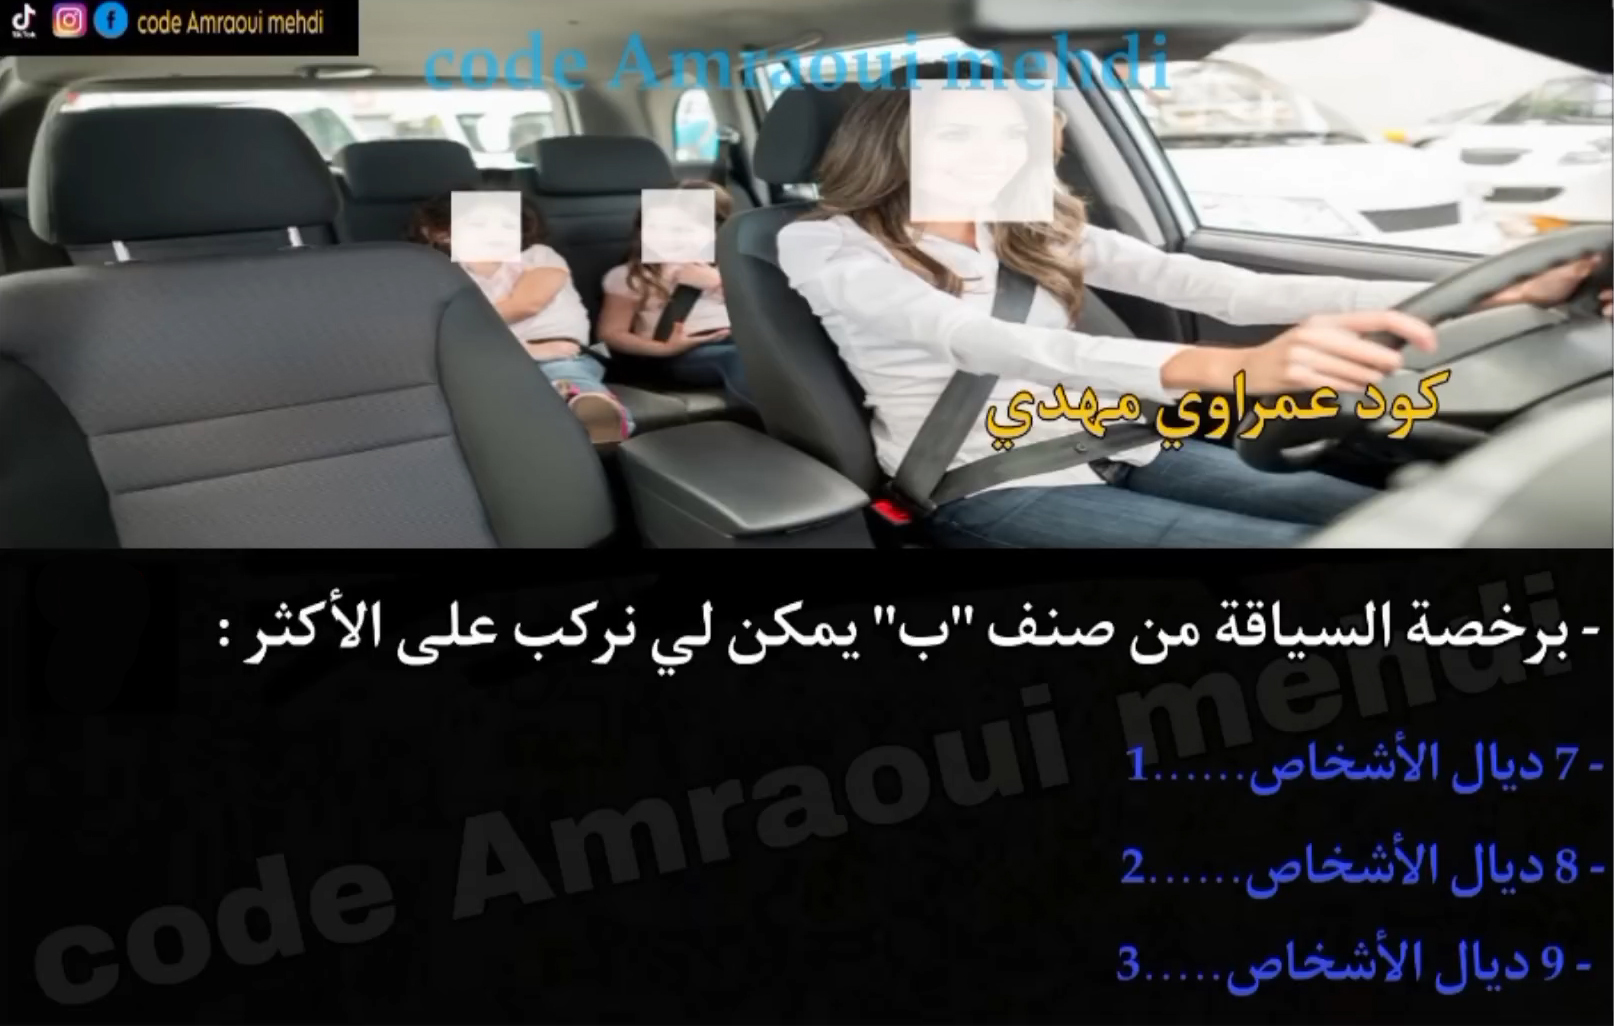 TikTok
code Amraoui mehdi
code Amraoui mehdi
كود عمراوي مهدي
- برخصة السياقة من صنف "ب" يمكن لي نركب على الأكثر :
- 7 ديال الأشخاص......1
- 8 ديال الأشخاص......2
- 9 ديال الأشخاص.....3
code Amraoui mehdi